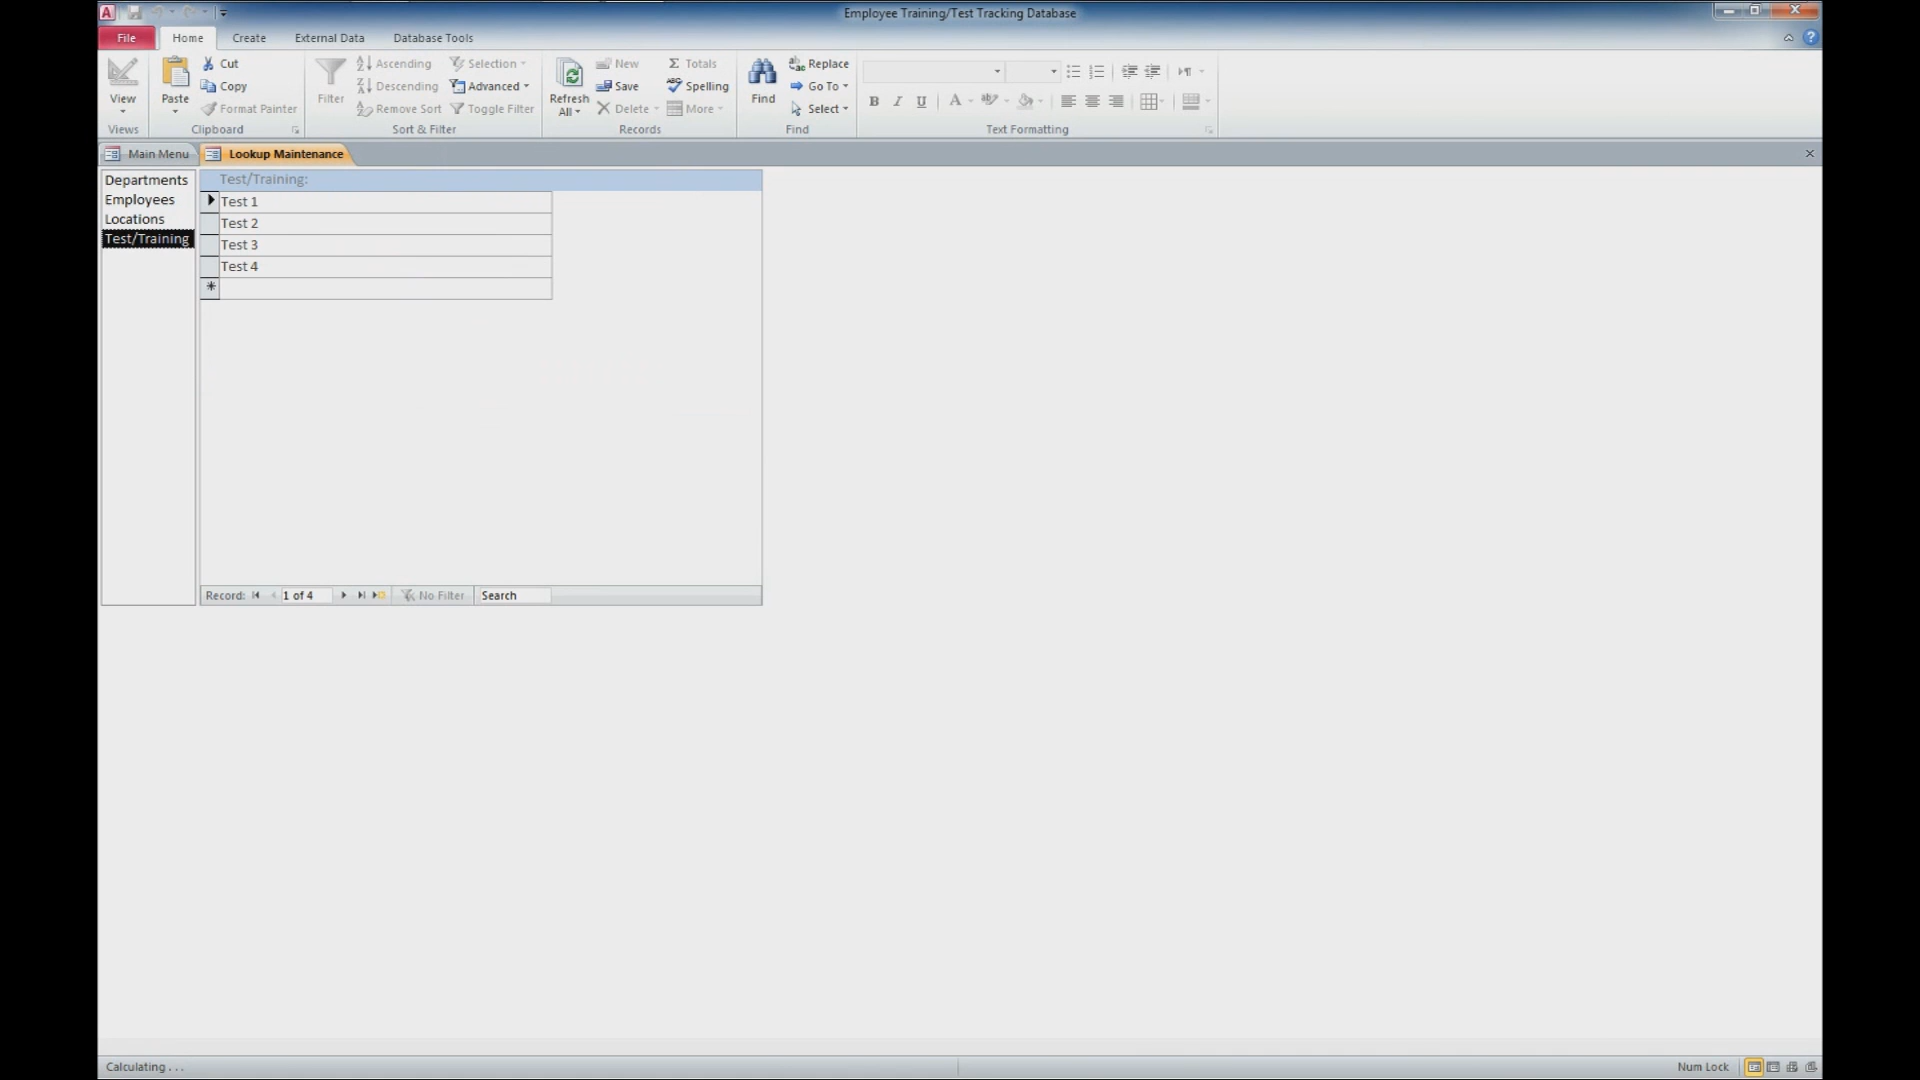 Employee Training/Test Tracking Database
File Home Create External Data Database Tools
View
Views
Paste
Cut
Copy
Format Painter
Clipboard
Filter
Ascending
Descending
Remove Sort
Selection
Advanced
Toggle Filter
Sort & Filter
Refresh
All
New
Save
Delete
Totals
Spelling
More
Records
Find
Replace
Go To
Select
Find
B I U A
Text Formatting
Main Menu Lookup Maintenance
Departments
Employees
Locations
Test/Training
Test/Training:
Test 1
Test 2
Test 3
Test 4
Record: 1 of 4 No Filter Search
Calculating . . .
Num Lock